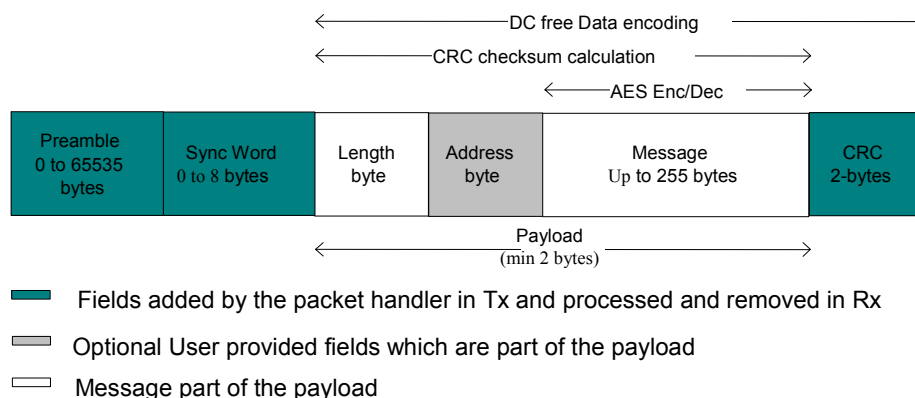 DC free Data encoding
CRC checksum calculation
AES Enc/Dec
Preamble
0 to 65535
bytes
Sync Word
0 to 8 bytes
Length
byte
Address
byte
Message
Up to 255 bytes
CRC
2-bytes
Payload
(min 2 bytes)
Fields added by the packet handler in Tx and processed and removed in Rx
Optional User provided fields which are part of the payload
Message part of the payload